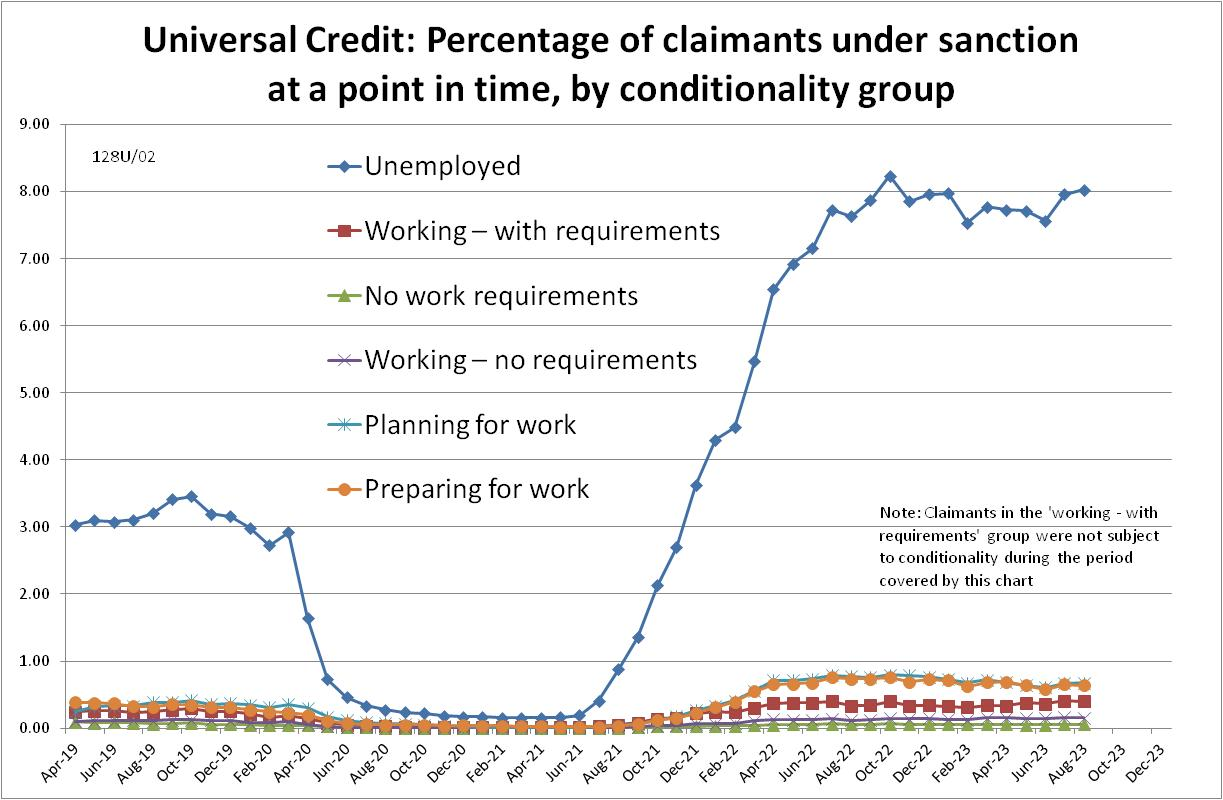 Universal Credit: Percentage of claimants under sanction
at a point in time, by conditionality group
9.00
8.00
7.00
6.00
5.00
4.00
3.00
2.00
1.00
0.00
128U/02
Unemployed
Working – with requirements
No work requirements
Working – no requirements
Planning for work
Preparing for work
Note: Claimants in the 'working - with
requirements' group were not subject
to conditionality during the period
covered by this chart
Apr-19
Jun-19
Aug-19
Oct-19
Dec-19
Feb-20
Apr-20
Jun-20
Aug-20
Oct-20
Dec-20
Feb-21
Apr-21
Jun-21
Aug-21
Oct-21
Dec-21
Feb-22
Apr-22
Jun-22
Aug-22
Oct-22
Dec-22
Feb-23
Apr-23
Jun-23
Aug-23
Oct-23
Dec-23